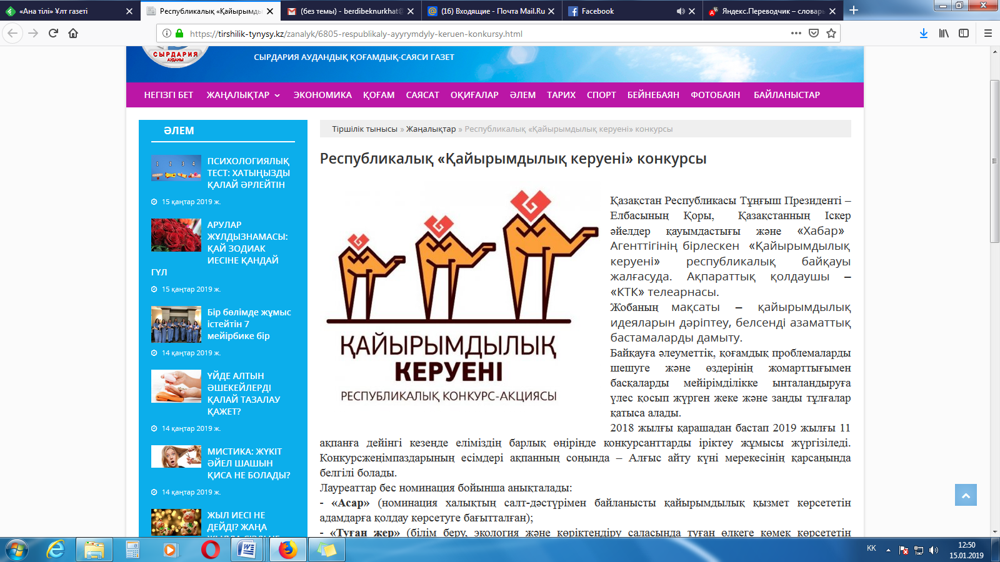 «Ана тілі» Ұлт газеті
Республикалық «Қайырымды
(без темы) - berdibeknurkhat@
(16) Входящие - Почта Mail.Ru
Facebook
Яндекс.Переводчик – словарь
https://tirshilik-tynysy.kz/zanalyk/6805-respublikaly-ayyrymdyly-keruen-konkursy.html
СЫРДАРИЯ
АУДАНЫ
СЫРДАРИЯ АУДАНДЫҚ ҚОҒАМДЫҚ-САЯСИ ГАЗЕТ
НЕГІЗГІ БЕТ ЖАҢАЛЫҚТАР ЭКОНОМИКА ҚОҒАМ САЯСАТ ОҚИҒАЛАР ӘЛЕМ ТАРИХ СПОРТ БЕЙНЕБАЯН ФОТОБАЯН БАЙЛАНЫСТАР
ӘЛЕМ
1 2 3 4
ПСИХОЛОГИЯЛЫҚ
ТЕСТ: ХАТЫҢЫЗДЫ
ҚАЛАЙ ӘРЛЕЙТІН
15 қаңтар 2019 ж.
АРУЛАР
ЖҰЛДЫЗНАМАСЫ:
ҚАЙ ЗОДИАК
ИЕСІНЕ ҚАНДАЙ
ГҮЛ
15 қаңтар 2019 ж.
Бір бөлімде жұмыс
істейтін 7
мейірбике бір
14 қаңтар 2019 ж.
ҮЙДЕ АЛТЫН
ӘШЕКЕЙЛЕРДІ
ҚАЛАЙ ТАЗАЛАУ
ҚАЖЕТ?
14 қаңтар 2019 ж.
МИСТИКА: ЖҮКІТ
ӘЙЕЛ ШАШЫН
ҚИСА НЕ БОЛАДЫ?
14 қаңтар 2019 ж.
ЖЫЛ ИЕСІ НЕ
ДЕЙДІ? ЖАҢА
Тіршілік тынысы » Жаңалықтар » Республикалық «Қайырымдылық керуені» конкурсы
Республикалық «Қайырымдылық керуені» конкурсы
ҚАЙЫРЫМДЫЛЫҚ
КЕРУЕНІ
РЕСПУБЛИКАЛЫҚ КОНКУРС-АКЦИЯСЫ
Қазақстан Республикасы Тұңғыш Президенті –
Елбасының Қоры, Қазақстанның Іскер
әйелдер қауымдастығы және «Хабар»
Агенттігінің бірлескен «Қайырымдылық
керуені» республикалық байқауы
жалғасуда. Ақпараттық қолдаушы –
«КТК» телеарнасы.
Жобаның мақсаты – қайырымдылық
идеяларын дәріптеу, белсенді азаматтық
бастамаларды дамыту.
Байқауға әлеуметтік, қоғамдық проблемаларды
шешуге және өздерінің жомарттығымен
басқаларды мейірімділікке ынталандыруға
үлес қосып жүрген жеке және заңды тұлғалар
қатыса алады.
2018 жылғы қарашадан бастап 2019 жылғы 11
ақпанға дейінгі кезеңде еліміздің барлық өңірінде конкурсанттарды іріктеу жұмысы жүргізіледі.
Конкурсжеңімпаздарының есімдері ақпанның соңында – Алғыс айту күні мерекесінің қарсаңында
белгілі болады.
Лауреаттар бес номинация бойынша анықталады:
- «Асар» (номинация халықтың салт-дәстүрімен байланысты қайырымдылық қызмет көрсететін
адамдарға қолдау көрсетуге бағытталған);
- «Туған жер» (білім беру, экология және көріктендіру саласында туған өлкеге көмек көрсететін
KK
12:50
15.01.2019